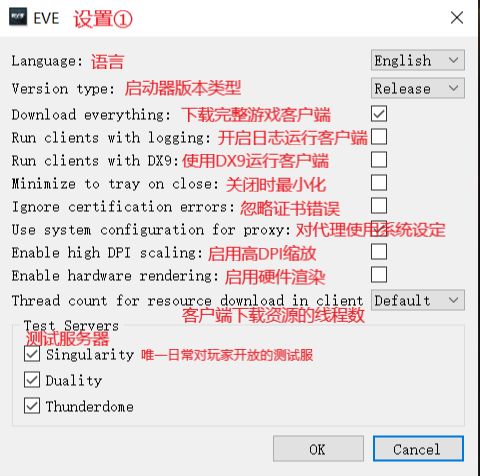 EVE 设置①
Language: 语言 English
Version type: 启动器版本类型 Release
Download everything: 下载完整游戏客户端
Run clients with logging: 开启日志运行客户端
Run clients with DX9: 使用DX9运行客户端
Minimize to tray on close: 关闭时最小化
Ignore certification errors: 忽略证书错误
Use system configuration for proxy: 对代理使用系统设定
Enable high DPI scaling: 启用高DPI缩放
Enable hardware rendering: 启用硬件渲染
Thread count for resource download in client Default
客户端下载资源的线程数
Test Servers
测试服务器
Singularity 唯一日常对玩家开放的测试服
Duality
Thunderdome
OK Cancel